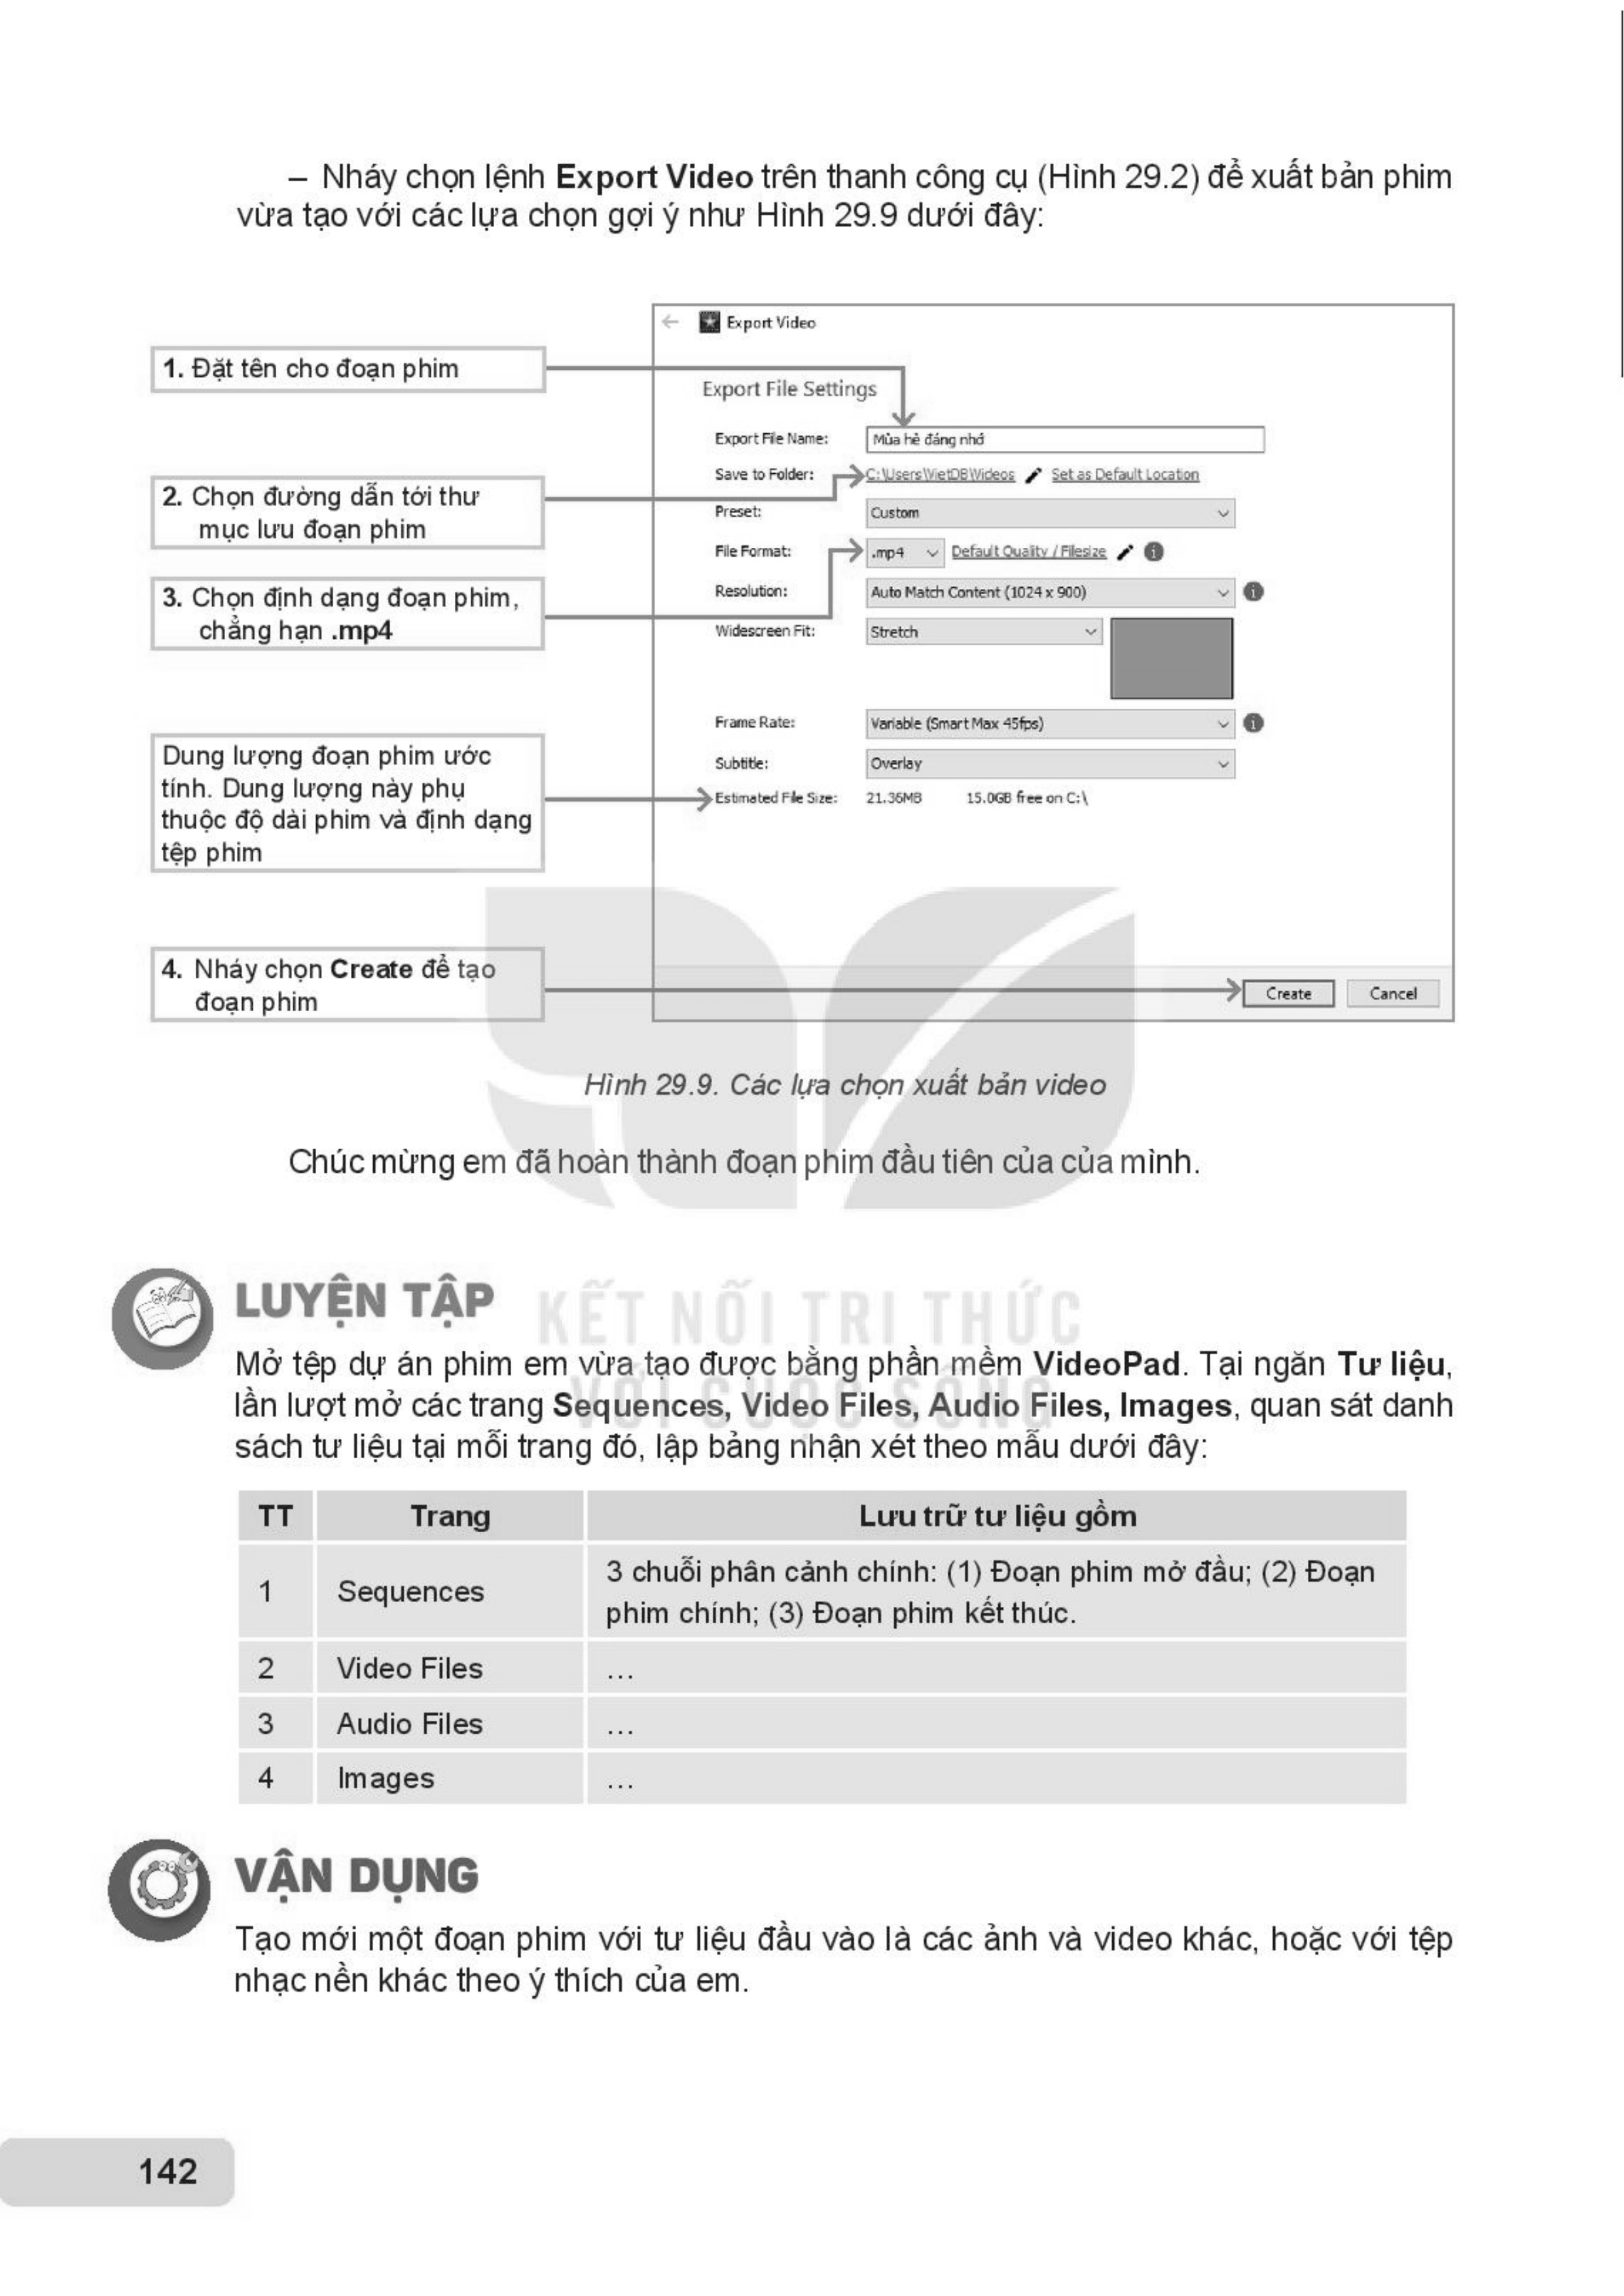 – Nháy chọn lệnh Export Video trên thanh công cụ (Hình 29.2) để xuất bản phim
vừa tạo với các lựa chọn gợi ý như Hình 29.9 dưới đây:
1. Đặt tên cho đoạn phim
2. Chọn đường dẫn tới thư
mục lưu đoạn phim
3. Chọn định dạng đoạn phim,
chẳng hạn .mp4
Dung lượng đoạn phim ước
tính. Dung lượng này phụ
thuộc độ dài phim và định dạng
tệp phim
4. Nháy chọn Create để tạo
đoạn phim
Export Video
Export File Settings
Export File Name: Mùa hè đáng nhớ
Save to Folder: C:\Users\VietDB\Videos Set as Default Location
Preset: Custom
File Format: .mp4 Default Quality / Filesize
Resolution: Auto Match Content (1024 x 900)
Widescreen Fit: Stretch
Frame Rate: Variable (Smart Max 45fps)
Subtitle: Overlay
Estimated File Size: 21.36MB 15.0GB free on C:\
Create Cancel
Hình 29.9. Các lựa chọn xuất bản video
Chúc mừng em đã hoàn thành đoạn phim đầu tiên của của mình.
LUYỆN TẬP
KẾT NỐI TRI THỨC
VỚI CUỘC SỐNG
Mở tệp dự án phim em vừa tạo được bằng phần mềm VideoPad. Tại ngăn Tư liệu,
lần lượt mở các trang Sequences, Video Files, Audio Files, Images, quan sát danh
sách tư liệu tại mỗi trang đó, lập bảng nhận xét theo mẫu dưới đây:
TT Trang Lưu trữ tư liệu gồm
1 Sequences 3 chuỗi phân cảnh chính: (1) Đoạn phim mở đầu; (2) Đoạn
phim chính; (3) Đoạn phim kết thúc.
2 Video Files ...
3 Audio Files ...
4 Images ...
VẬN DỤNG
Tạo mới một đoạn phim với tư liệu đầu vào là các ảnh và video khác, hoặc với tệp
nhạc nền khác theo ý thích của em.
142